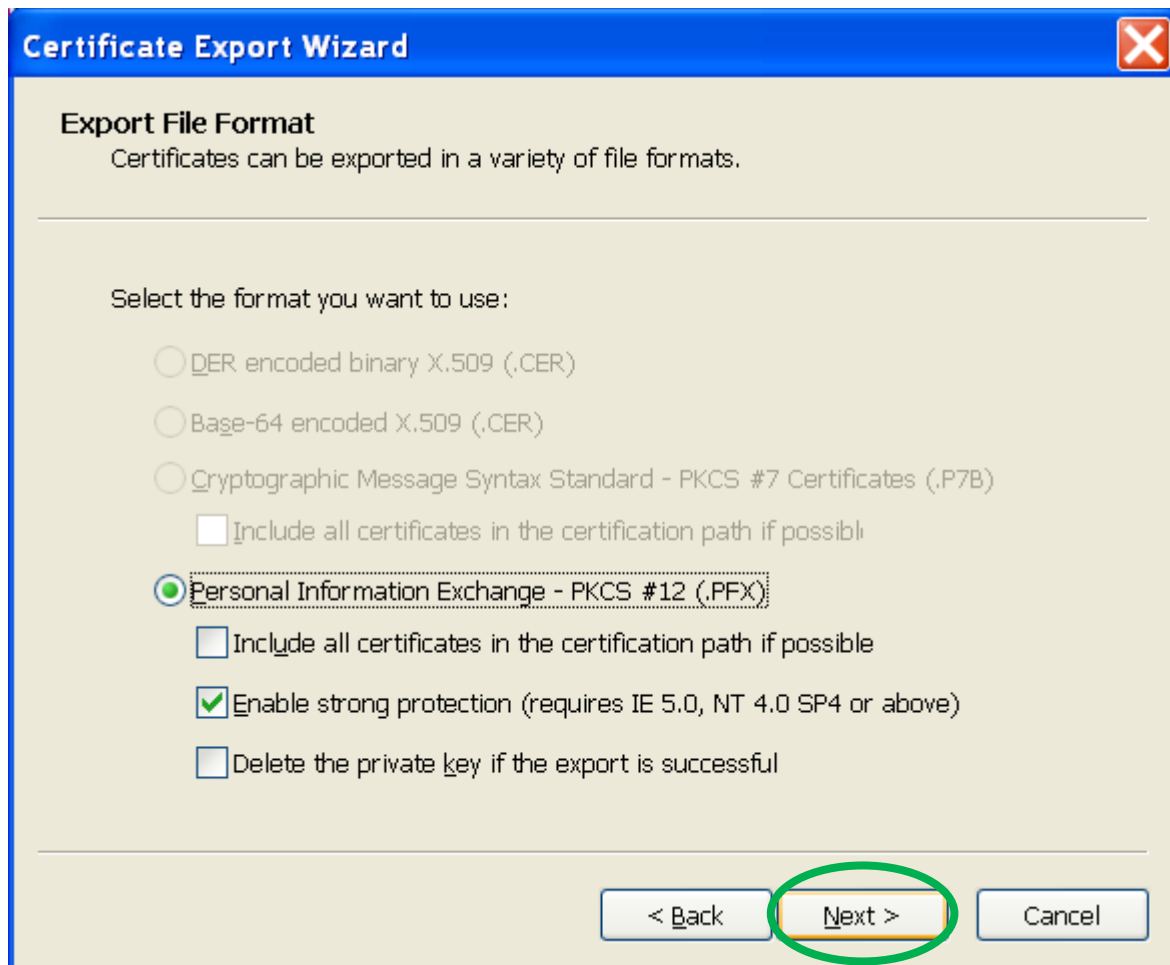 Certificate Export Wizard
Export File Format
Certificates can be exported in a variety of file formats.
Select the format you want to use:
DER encoded binary X.509 (.CER)
Base-64 encoded X.509 (.CER)
Cryptographic Message Syntax Standard - PKCS #7 Certificates (.P7B)
Include all certificates in the certification path if possibl
Personal Information Exchange - PKCS #12 (.PFX)
Include all certificates in the certification path if possible
Enable strong protection (requires IE 5.0, NT 4.0 SP4 or above)
Delete the private key if the export is successful
< Back Next > Cancel